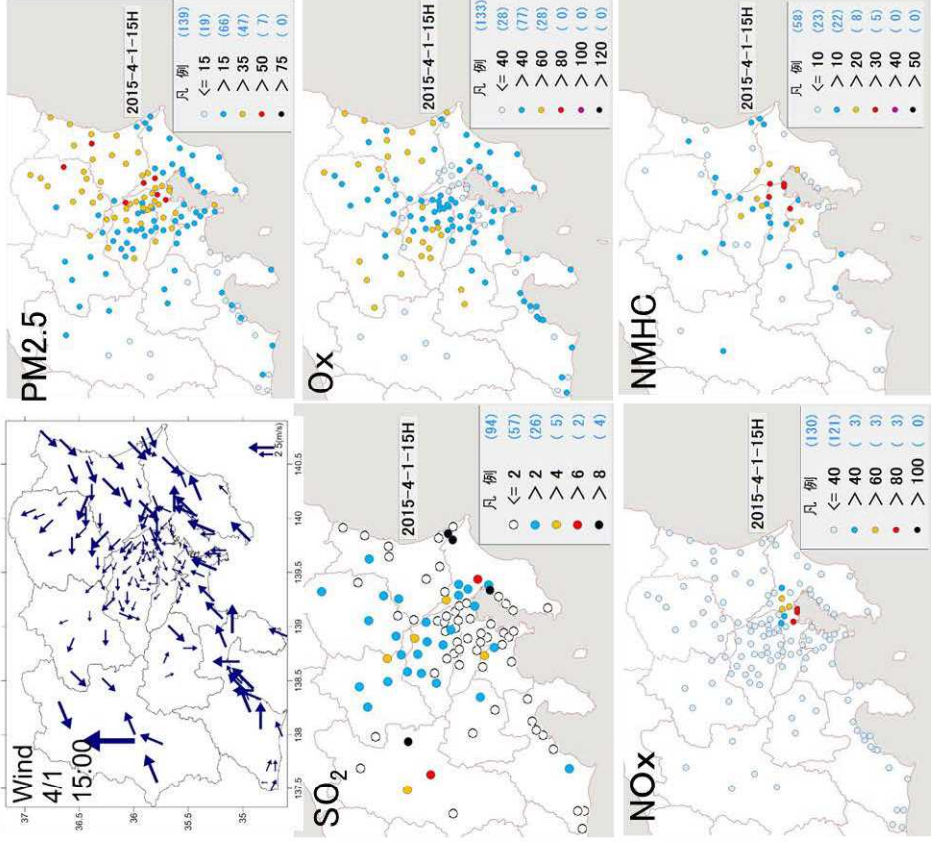 Wind
4/1
15:00
37
36.5
36
35.5
35
137.5
138
138.5
139
139.5
140
140.5
2.5(m/s)
PM2.5
2015-4-1-15H
凡 例 (139)
<= 15 (19)
> 15 (66)
> 35 (47)
> 50 ( 7)
> 75 ( 0)
SO2
2015-4-1-15H
凡 例 (94)
<= 2 (57)
> 2 (26)
> 4 ( 5)
> 6 ( 2)
> 8 ( 4)
Ox
2015-4-1-15H
凡 例 (133)
<= 40 (28)
> 40 (77)
> 60 (28)
> 80 ( 0)
> 100 ( 0)
> 120 ( 0)
NOx
2015-4-1-15H
凡 例 (130)
<= 40 (121)
> 40 ( 3)
> 60 ( 3)
> 80 ( 3)
> 100 ( 0)
NMHC
2015-4-1-15H
凡 例 (58)
<= 10 (23)
> 10 (22)
> 20 ( 8)
> 30 ( 5)
> 40 ( 0)
> 50 ( 0)